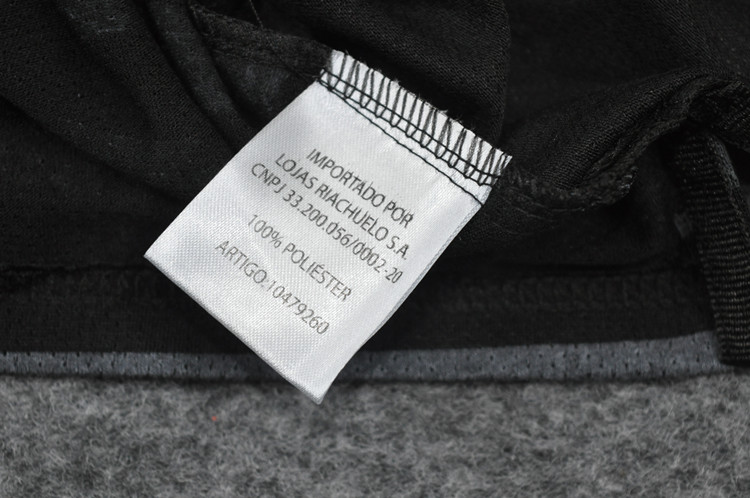 IMPORTADO POR
LOJAS RIACHUELO S.A.
CNPJ 33.200.056/0002-20
100% POLIÉSTER
ARTIGO:10479260